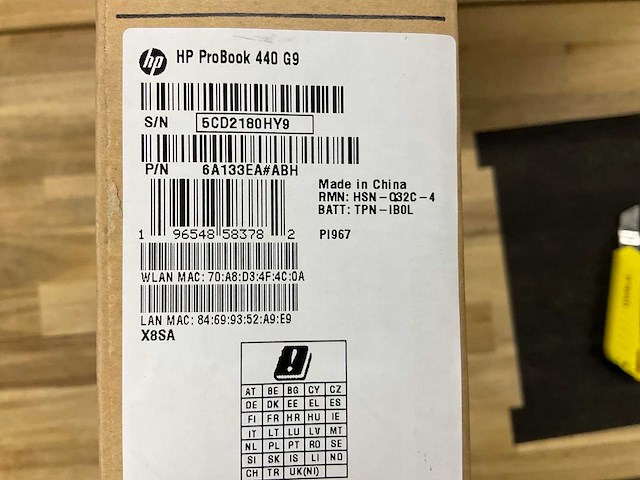 hp HP ProBook 440 G9
S/N 5CD2180HY9
P/N 6A133EA#ABH
Made in China
RMN: HSN-Q32C-4
BATT: TPN-IB0L
1 96548 58378 2 PI967
WLAN MAC: 70:A8:D3:4F:4C:0A
LAN MAC: 84:69:93:52:A9:E9
X8SA
AT BE BG CY CZ
DE DK EE EL ES
FI FR HR HU IE
IT LT LU LV MT
NL PL PT RO SE
SI SK IS LI NO
CH TR UK(NI)